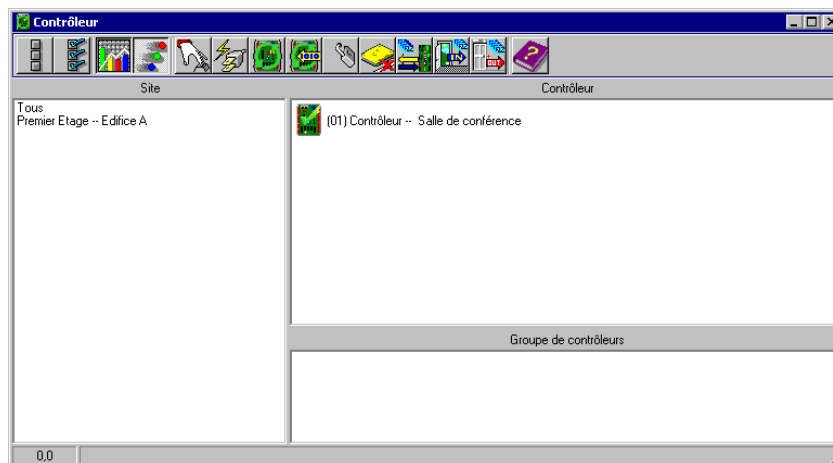 Contrôleur
Site
Contrôleur
Tous
Premier Etage -- Edifice A
(01) Contrôleur -- Salle de conférence
Groupe de contrôleurs
0,0